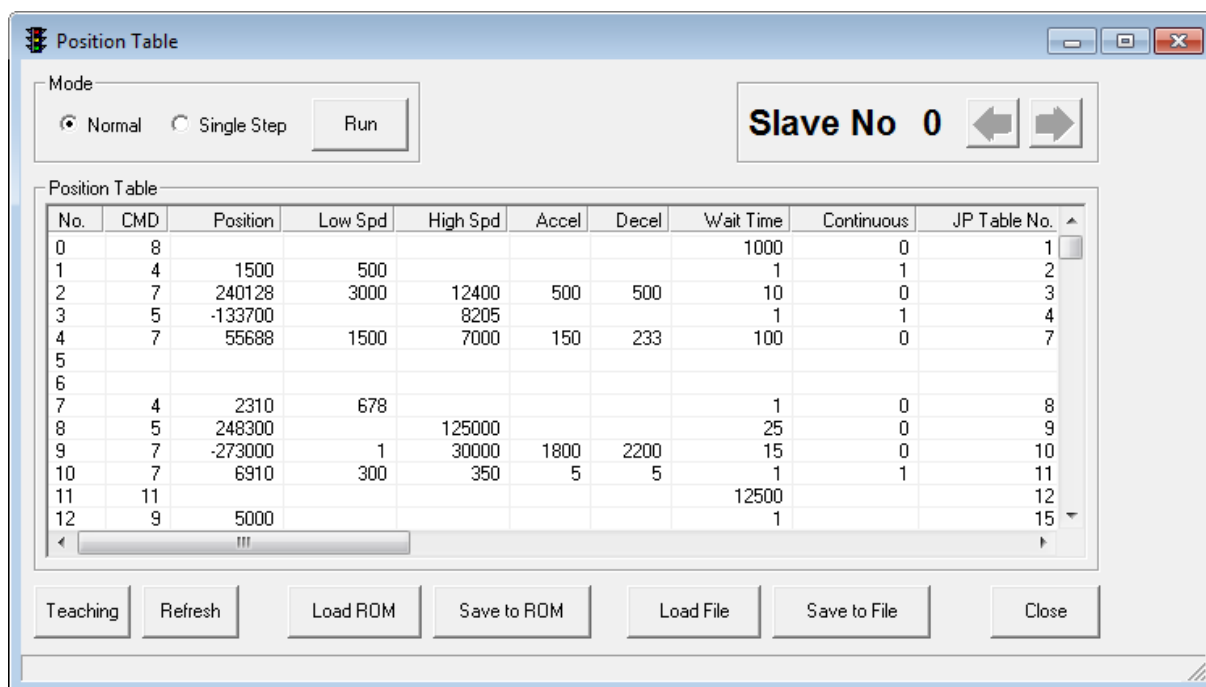 Position Table
Mode
Normal Single Step Run
Slave No 0
Position Table
No. CMD Position Low Spd High Spd Accel Decel Wait Time Continuous JP Table No.
0 8 1000 0 1
1 4 1500 500 1 1 2
2 7 240128 3000 12400 500 500 10 0 3
3 5 -133700 8205 1 1 4
4 7 55688 1500 7000 150 233 100 0 7
5
6
7 4 2310 678 1 0 8
8 5 248300 125000 25 0 9
9 7 -273000 1 30000 1800 2200 15 0 10
10 7 6910 300 350 5 5 1 1 11
11 11 12500 12
12 9 5000 1 15
Teaching Refresh Load ROM Save to ROM Load File Save to File Close